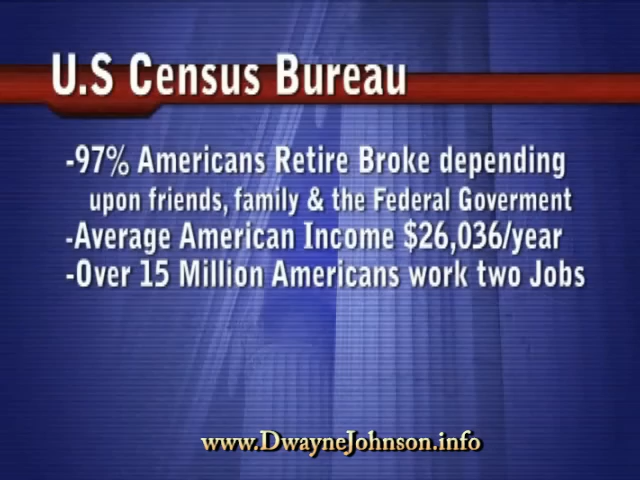 U.S Census Bureau
-97% Americans Retire Broke depending
upon friends, family & the Federal Goverment
-Average American Income $26,036/year
-Over 15 Million Americans work two Jobs
www.DwayneJohnson.info